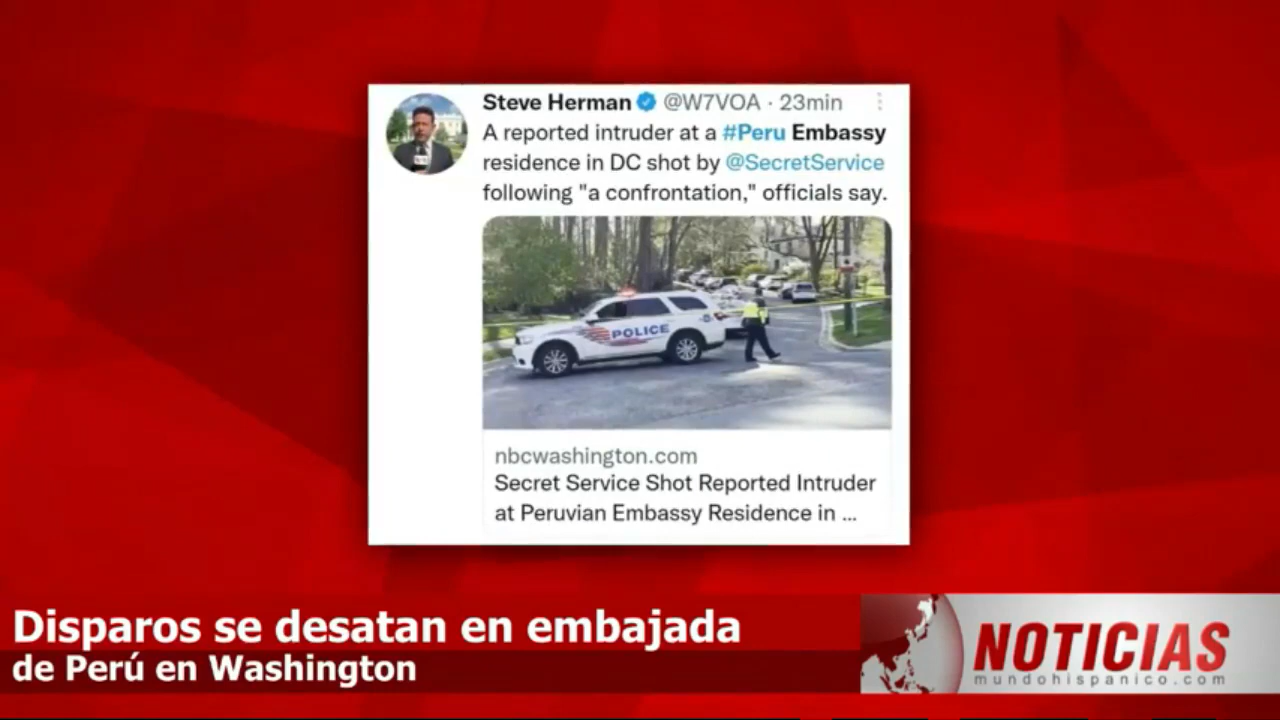 Steve Herman @W7VOA · 23min
A reported intruder at a #Peru Embassy
residence in DC shot by @SecretService
following "a confrontation," officials say.
POLICE
nbcwashington.com
Secret Service Shot Reported Intruder
at Peruvian Embassy Residence in ...
Disparos se desatan en embajada
de Perú en Washington
NOTICIAS
mundohispanico.com